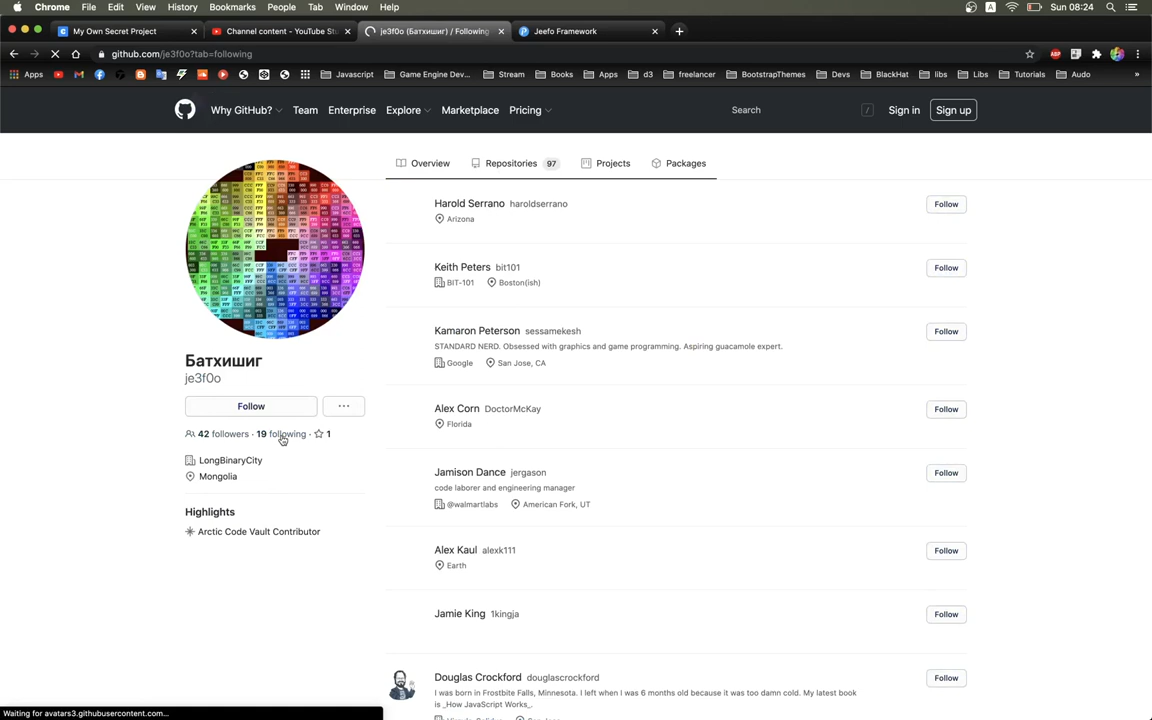 Chrome File Edit View History Bookmarks People Tab Window Help A Sun 08:24
My Own Secret Project Channel content - YouTube St je3f0o (Батхишиг) / Following Jeefo Framework
github.com/je3f0o?tab=following ABP
Apps Javascript Game Engine Dev... Stream Books Apps d3 freelancer BootstrapThemes Devs BlackHat libs Libs Tutorials Audo »
Why GitHub? Team Enterprise Explore Marketplace Pricing Search / Sign in Sign up
Overview Repositories 97 Projects Packages
Harold Serrano haroldserrano Follow
Arizona
Keith Peters bit101 Follow
BIT-101 Boston(ish)
Kamaron Peterson sessamekesh Follow
STANDARD NERD. Obsessed with graphics and game programming. Aspiring guacamole expert.
Google San Jose, CA
Батхишиг
je3f0o
Follow ...
42 followers · 19 following · 1
LongBinaryCity
Mongolia
Highlights
Arctic Code Vault Contributor
Alex Corn DoctorMcKay Follow
Florida
Jamison Dance jergason Follow
code laborer and engineering manager
@walmartlabs American Fork, UT
Alex Kaul alexk111 Follow
Earth
Jamie King 1kingja Follow
Douglas Crockford douglascrockford Follow
I was born in Frostbite Falls, Minnesota. I left when I was 6 months old because it was too damn cold. My latest book
is _How JavaScript Works_.
Waiting for avatars3.githubusercontent.com...